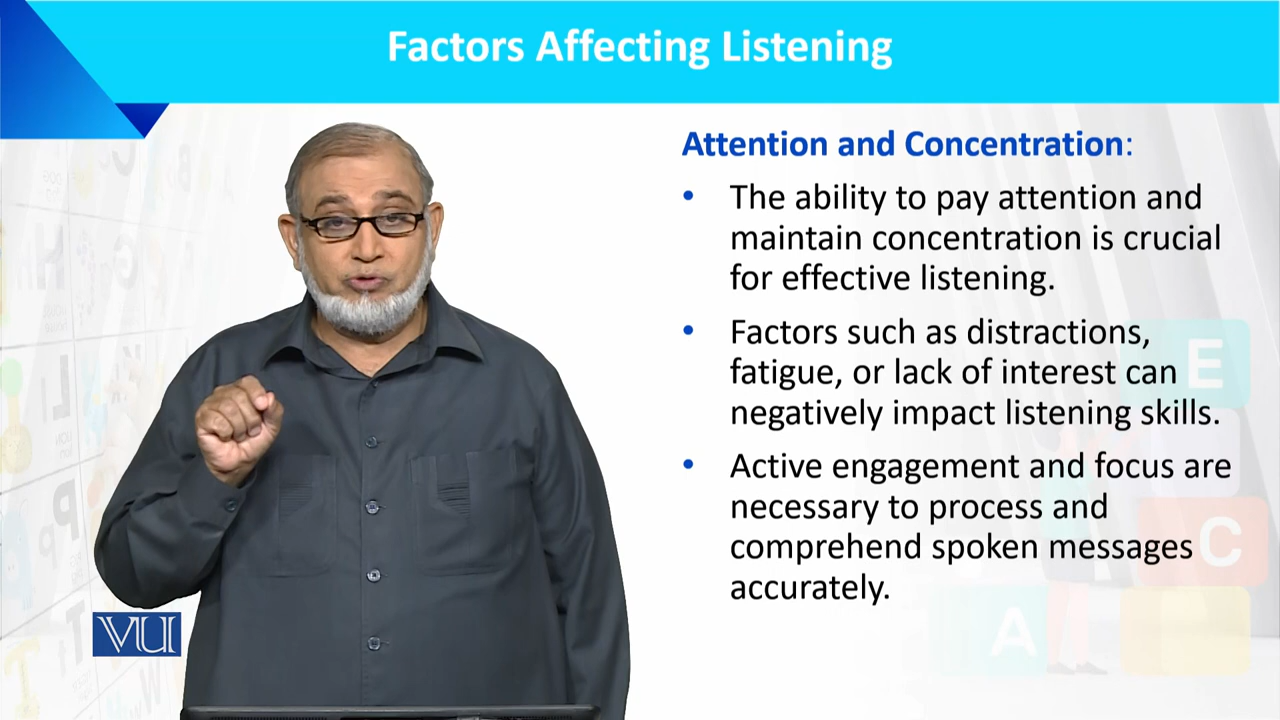 Factors Affecting Listening
Attention and Concentration:
• The ability to pay attention and
maintain concentration is crucial
for effective listening.
• Factors such as distractions,
fatigue, or lack of interest can
negatively impact listening skills.
• Active engagement and focus are
necessary to process and
comprehend spoken messages
accurately.
VU
E
C
A